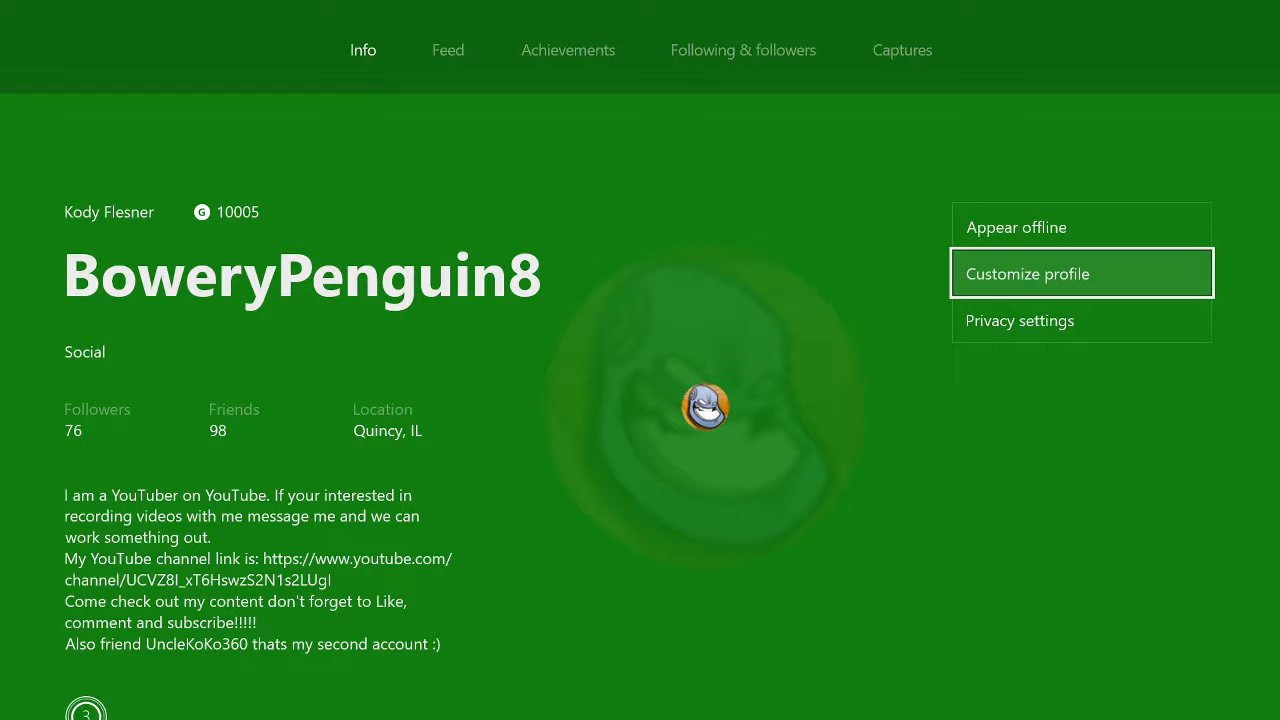 Info Feed Achievements Following & followers Captures
Kody Flesner G 10005
BoweryPenguin8
Social
Followers Friends Location
76 98 Quincy, IL
I am a YouTuber on YouTube. If your interested in
recording videos with me message me and we can
work something out.
My YouTube channel link is: https://www.youtube.com/
channel/UCVZ8I_xT6HswzS2N1s2LUgI
Come check out my content don't forget to Like,
comment and subscribe!!!!!
Also friend UncleKoKo360 thats my second account :)
3
Appear offline
Customize profile
Privacy settings